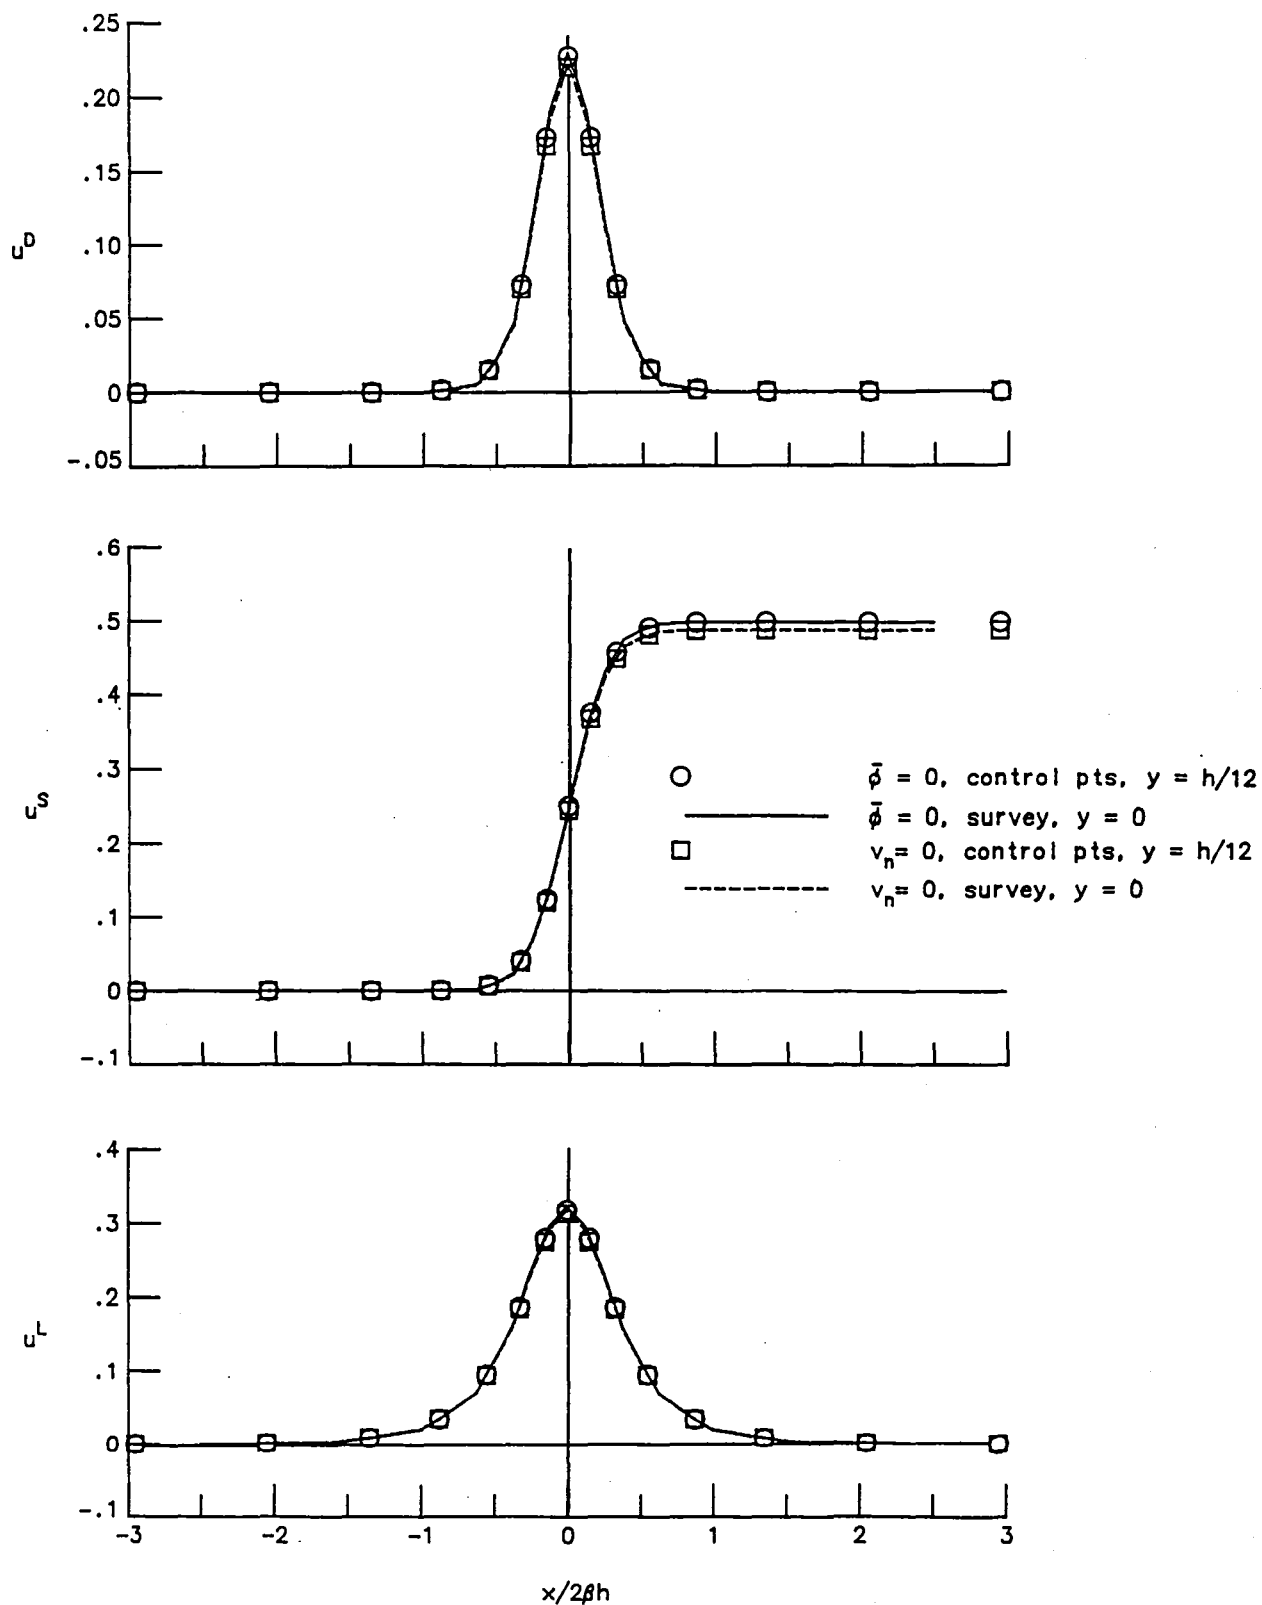 .25
.20
.15
.10
.05
0
-.05
u^D
.6
.5
.4
.3
.2
.1
0
-.1
u^S
ϕ̄ = 0, control pts, y = h/12
ϕ̄ = 0, survey, y = 0
v_n= 0, control pts, y = h/12
v_n= 0, survey, y = 0
.4
.3
.2
.1
0
-.1
u^L
-3 -2 -1 0 1 2 3
x/2βh